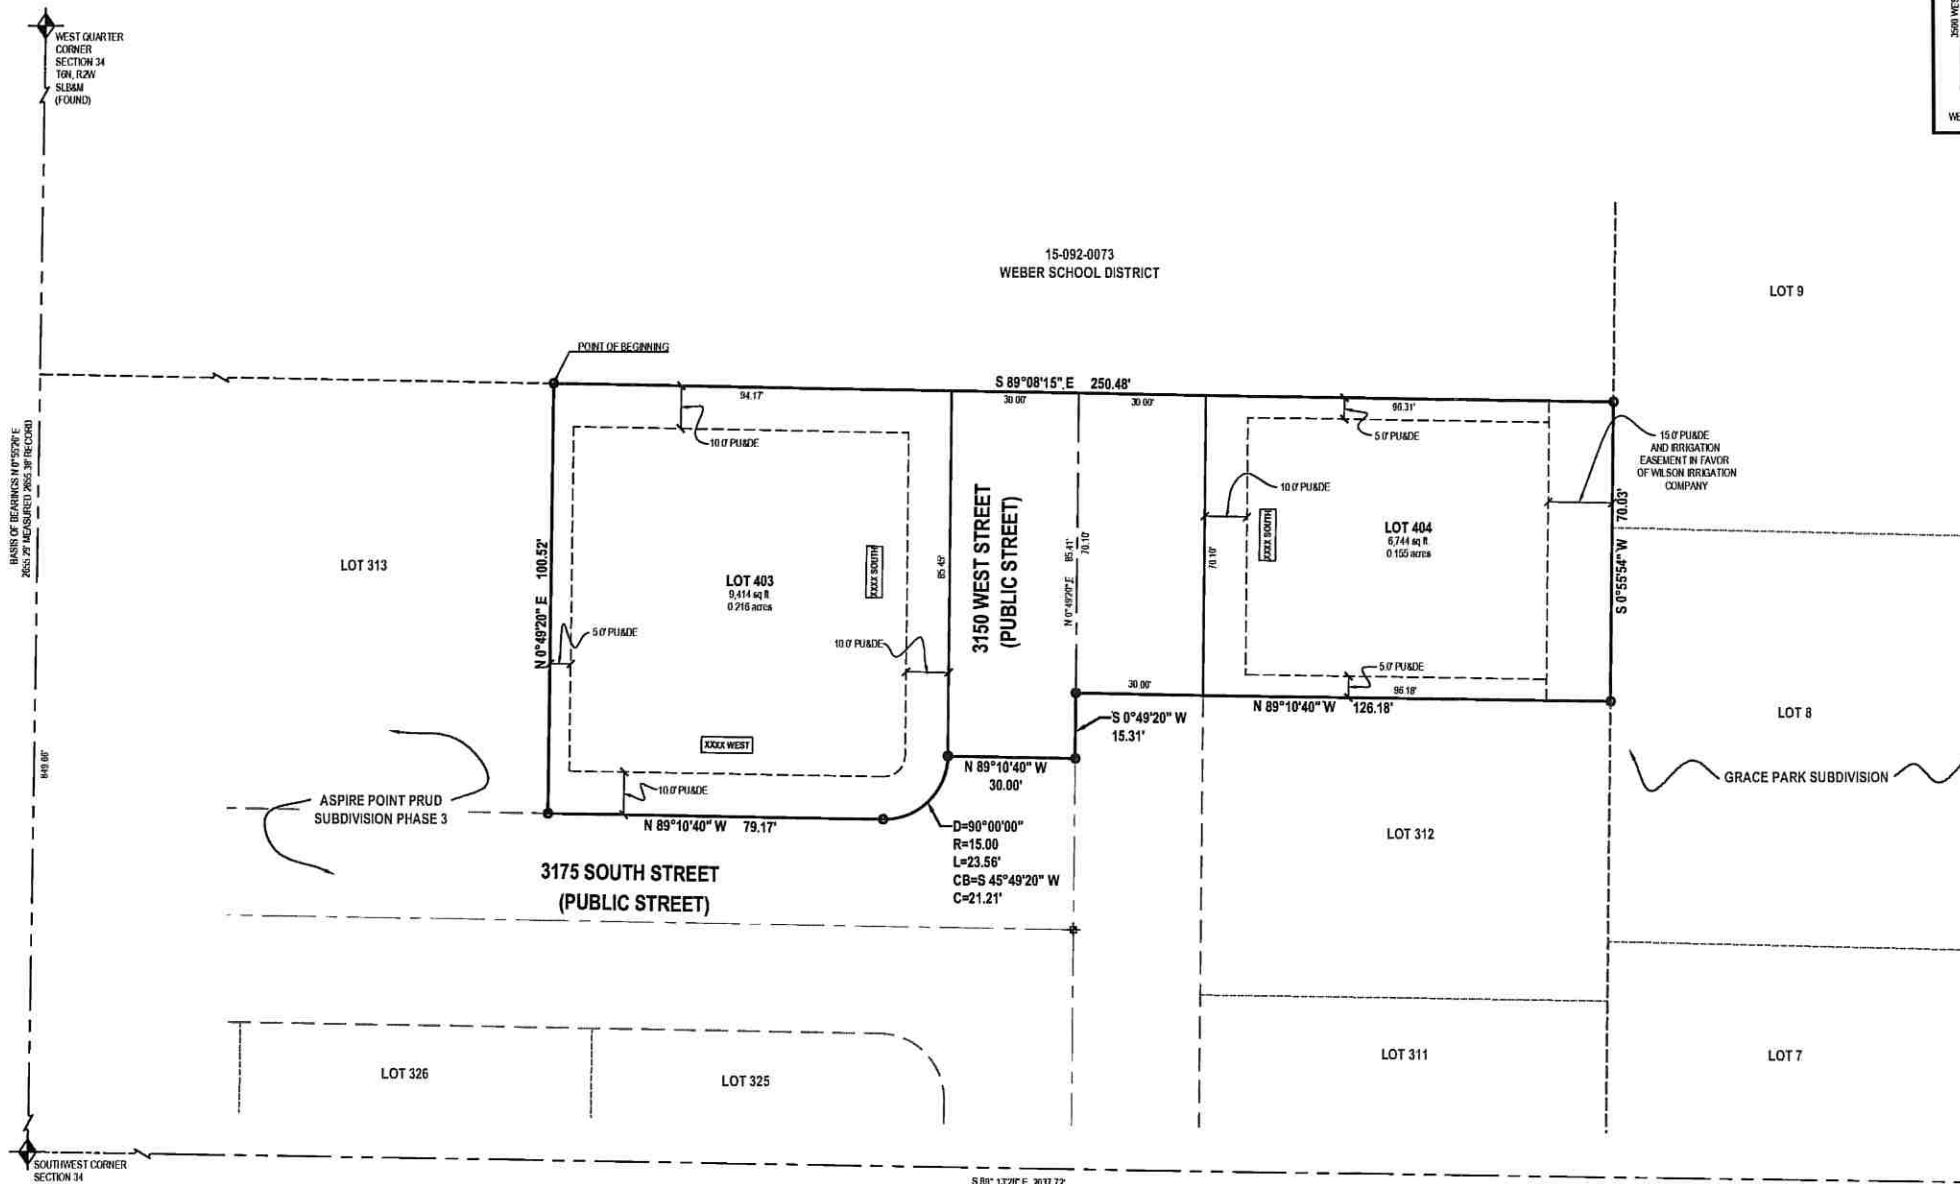 WEST QUARTER
CORNER
SECTION 34
T6N, R2W
SLB&M
(FOUND)
3500 WES
WE
15-092-0073
WEBER SCHOOL DISTRICT
LOT 9
POINT OF BEGINNING
S 89°08'15" E 250.48'
94.17'
30.00'
30.00'
96.31'
10.0' PU&DE
5.0' PU&DE
15.0' PU&DE
AND IRRIGATION
EASEMENT IN FAVOR
OF WILSON IRRIGATION
COMPANY
BASIS OF BEARINGS N 0°55'26" E
2655.29' MEASURED 2655.38' RECORD
10.0' PU&DE
LOT 313
N 0°49'20" E 100.52'
LOT 403
9,414 sq ft
0.216 acres
XXXX SOUTH
85.45'
3150 WEST STREET
(PUBLIC STREET)
N 0°49'20" E 85.41'
70.10'
70.10'
XXXX SOUTH
LOT 404
6,744 sq ft
0.155 acres
S 0°55'54" W 70.03'
5.0' PU&DE
10.0' PU&DE
5.0' PU&DE
30.00'
96.18'
N 89°10'40" W 126.18'
S 0°49'20" W
15.31'
LOT 8
XXXX WEST
849.66'
N 89°10'40" W
30.00'
GRACE PARK SUBDIVISION
10.0' PU&DE
ASPIRE POINT PRUD
SUBDIVISION PHASE 3
N 89°10'40" W 79.17'
D=90°00'00"
R=15.00
L=23.56'
CB=S 45°49'20" W
C=21.21'
LOT 312
3175 SOUTH STREET
(PUBLIC STREET)
LOT 326
LOT 325
LOT 311
LOT 7
SOUTHWEST CORNER
SECTION 34